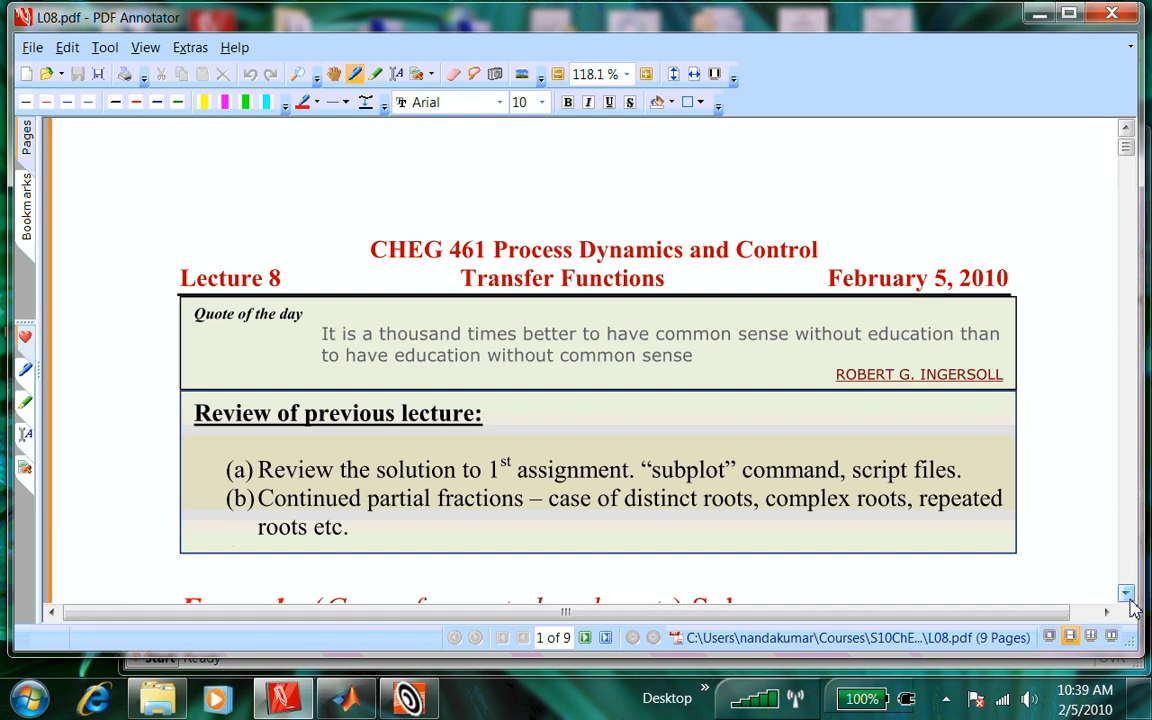 L08.pdf - PDF Annotator
File Edit Tool View Extras Help
118.1 %
Arial 10 B I U S
Pages
Bookmarks
CHEG 461 Process Dynamics and Control
Lecture 8 Transfer Functions February 5, 2010
Quote of the day
It is a thousand times better to have common sense without education than
to have education without common sense
ROBERT G. INGERSOLL
Review of previous lecture:
(a) Review the solution to 1st assignment. “subplot” command, script files.
(b) Continued partial fractions – case of distinct roots, complex roots, repeated
roots etc.
1 of 9 C:\Users\nandakumar\Courses\S10ChE...\L08.pdf (9 Pages)
Start Ready OVR
Desktop » 100% 10:39 AM
2/5/2010